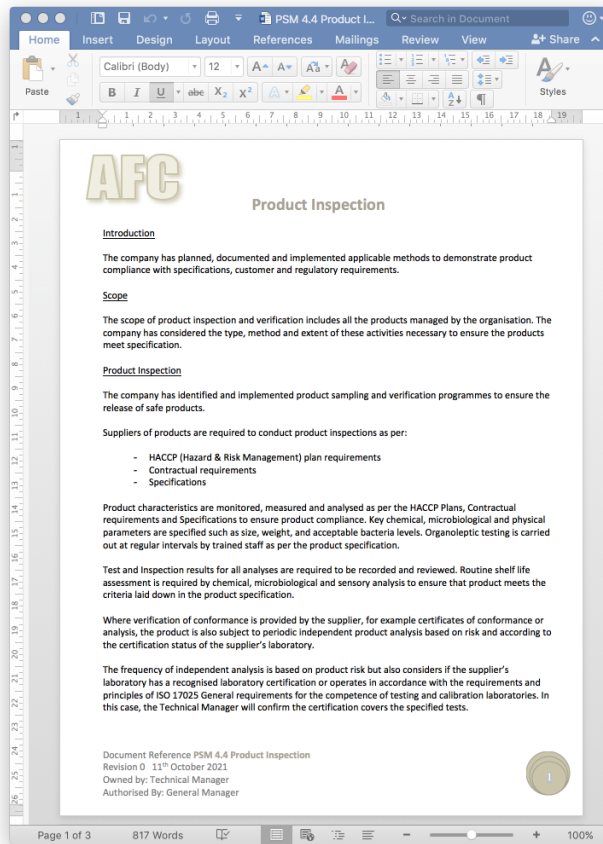 PSM 4.4 Product I...
Search in Document
Home Insert Design Layout References Mailings Review View Share
Paste
Calibri (Body) 12
B I U abc X2 X2 A A
Styles
AFC
Product Inspection
Introduction
The company has planned, documented and implemented applicable methods to demonstrate product
compliance with specifications, customer and regulatory requirements.
Scope
The scope of product inspection and verification includes all the products managed by the organisation. The
company has considered the type, method and extent of these activities necessary to ensure the products
meet specification.
Product Inspection
The company has identified and implemented product sampling and verification programmes to ensure the
release of safe products.
Suppliers of products are required to conduct product inspections as per:
- HACCP (Hazard & Risk Management) plan requirements
- Contractual requirements
- Specifications
Product characteristics are monitored, measured and analysed as per the HACCP Plans, Contractual
requirements and Specifications to ensure product compliance. Key chemical, microbiological and physical
parameters are specified such as size, weight, and acceptable bacteria levels. Organoleptic testing is carried
out at regular intervals by trained staff as per the product specification.
Test and Inspection results for all analyses are required to be recorded and reviewed. Routine shelf life
assessment is required by chemical, microbiological and sensory analysis to ensure that product meets the
criteria laid down in the product specification.
Where verification of conformance is provided by the supplier, for example certificates of conformance or
analysis, the product is also subject to periodic independent product analysis based on risk and according to
the certification status of the supplier's laboratory.
The frequency of independent analysis is based on product risk but also considers if the supplier's
laboratory has a recognised laboratory certification or operates in accordance with the requirements and
principles of ISO 17025 General requirements for the competence of testing and calibration laboratories. In
this case, the Technical Manager will confirm the certification covers the specified tests.
Document Reference PSM 4.4 Product Inspection
Revision 0 11th October 2021
Owned by: Technical Manager
Authorised By: General Manager
1
Page 1 of 3 817 Words 100%